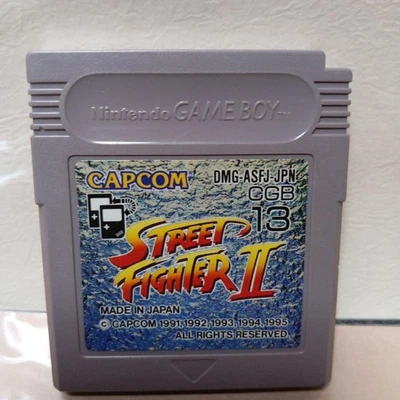 Nintendo GAME BOY TM
CAPCOM DMG-ASFJ-JPN
CGB
13
STREET
FIGHTER II
MADE IN JAPAN
© CAPCOM 1991, 1992, 1993, 1994, 1995
ALL RIGHTS RESERVED.